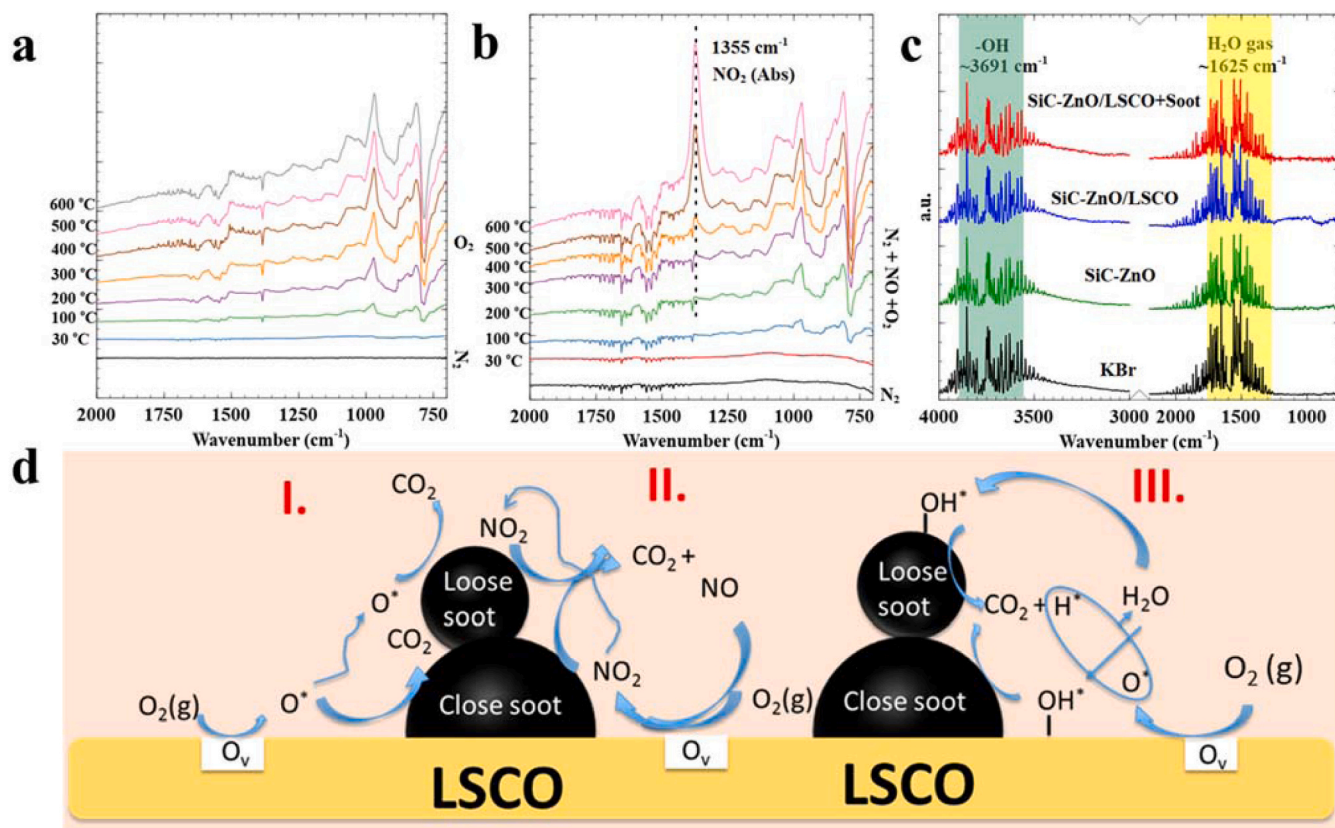 a
600 °C
500 °C
400 °C
300 °C
200 °C
100 °C
30 °C
O₂
N₂
2000 1750 1500 1250 1000 750
Wavenumber (cm⁻¹)
b
1355 cm⁻¹
NO₂ (Abs)
600 °C
500 °C
400 °C
300 °C
200 °C
100 °C
30 °C
N₂ + NO + O₂
N₂
2000 1750 1500 1250 1000 750
Wavenumber (cm⁻¹)
c
-OH
~3691 cm⁻¹
H₂O gas
~1625 cm⁻¹
SiC-ZnO/LSCO+Soot
SiC-ZnO/LSCO
SiC-ZnO
KBr
a.u.
4000 3500 3000 2000 1500 1000
Wavenumber (cm⁻¹)
d
I.
CO₂
O*
CO₂
O₂(g)
O*
Oᵥ
II.
NO₂
Loose
soot
Close soot
CO₂ +
NO
NO₂
O₂(g)
Oᵥ
LSCO
III.
OH*
Loose
soot
Close soot
CO₂ + H*
H₂O
O*
OH*
O₂ (g)
Oᵥ
LSCO